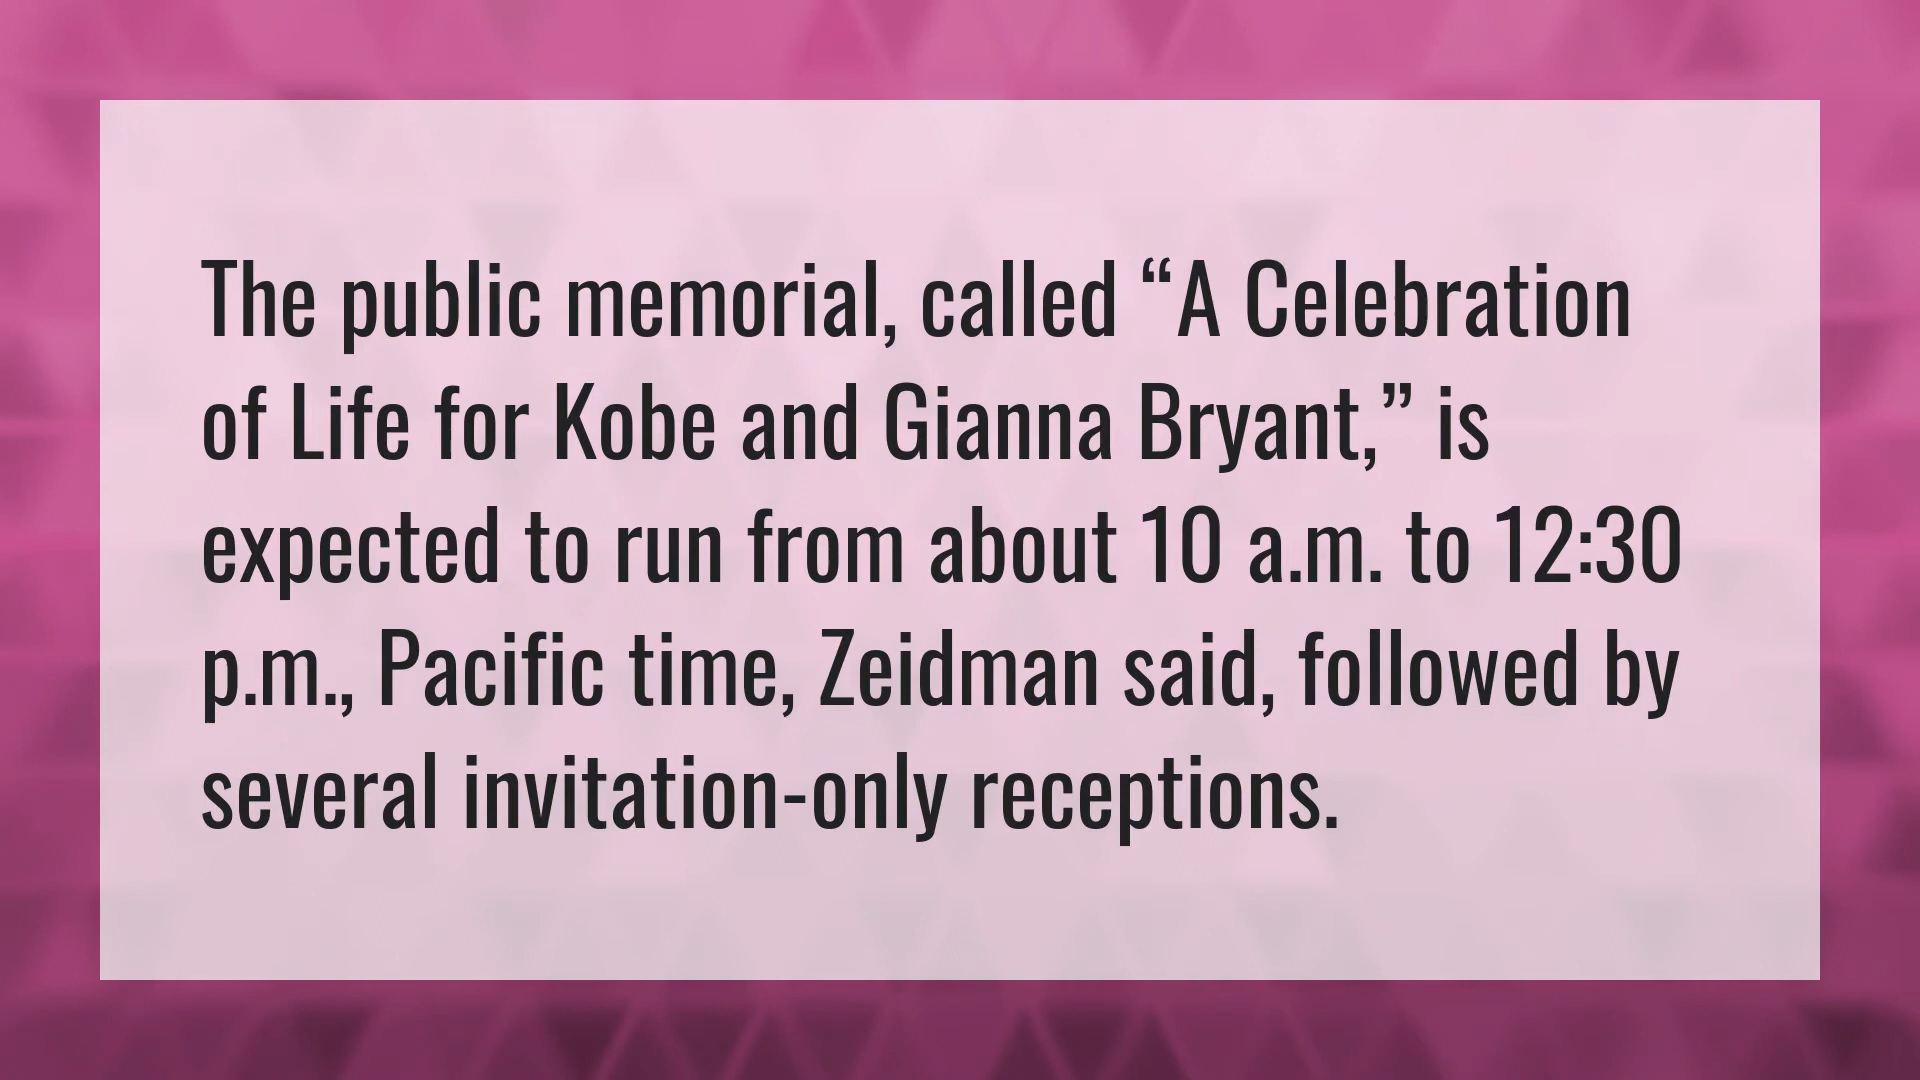 The public memorial, called “A Celebration
of Life for Kobe and Gianna Bryant,” is
expected to run from about 10 a.m. to 12:30
p.m., Pacific time, Zeidman said, followed by
several invitation-only receptions.